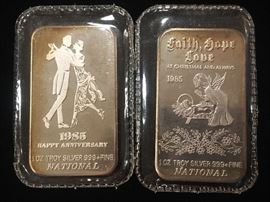 1985
HAPPY ANNIVERSARY
1 OZ TROY SILVER 999+FINE
NATIONAL
Faith, Hope
Love
AT CHRISTMAS AND ALWAYS
1985
1 OZ TROY SILVER 999+FINE
NATIONAL